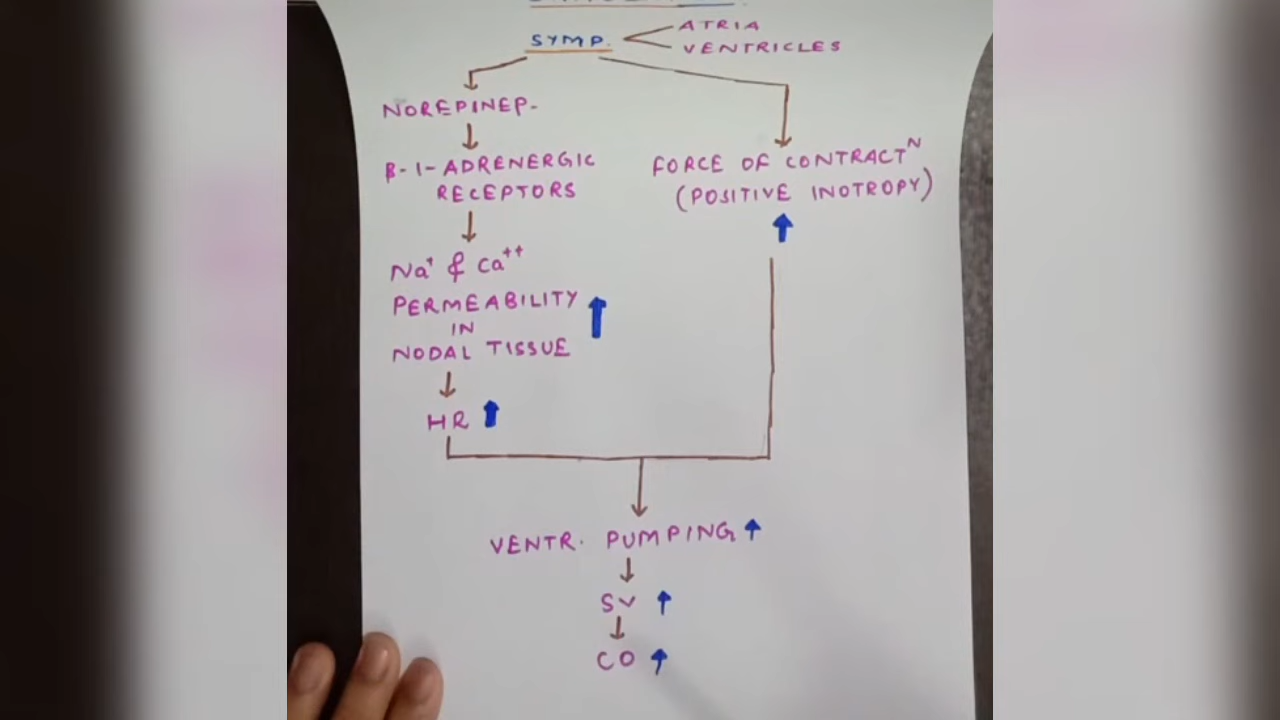 SYMP.
ATRIA
VENTRICLES
NOREPINEP-
β-1-ADRENERGIC
RECEPTORS
FORCE OF CONTRACTᴺ
(POSITIVE INOTROPY)
Na⁺ & Ca⁺⁺
PERMEABILITY
IN
NODAL TISSUE
HR
VENTR. PUMPING
SV
CO